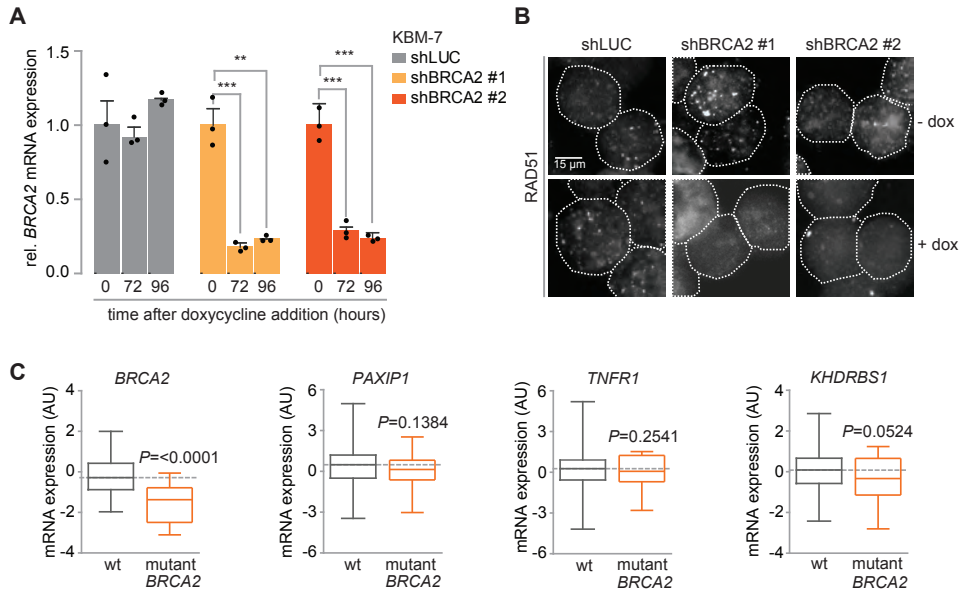 A
rel. BRCA2 mRNA expression
1.5
1.0
0.5
0.0
KBM-7
shLUC
shBRCA2 #1
shBRCA2 #2
**
***
***
***
0 72 96 0 72 96 0 72 96
time after doxycycline addition (hours)
B
shLUC shBRCA2 #1 shBRCA2 #2
RAD51
15 µm
- dox
+ dox
C
BRCA2
mRNA expression (AU)
4
2
0
-2
-4
P=<0.0001
wt mutant
BRCA2
PAXIP1
mRNA expression (AU)
6
3
0
-3
-6
P=0.1384
wt mutant
BRCA2
TNFR1
mRNA expression (AU)
6
3
0
-3
-6
P=0.2541
wt mutant
BRCA2
KHDRBS1
mRNA expression (AU)
4
2
0
-2
-4
P=0.0524
wt mutant
BRCA2